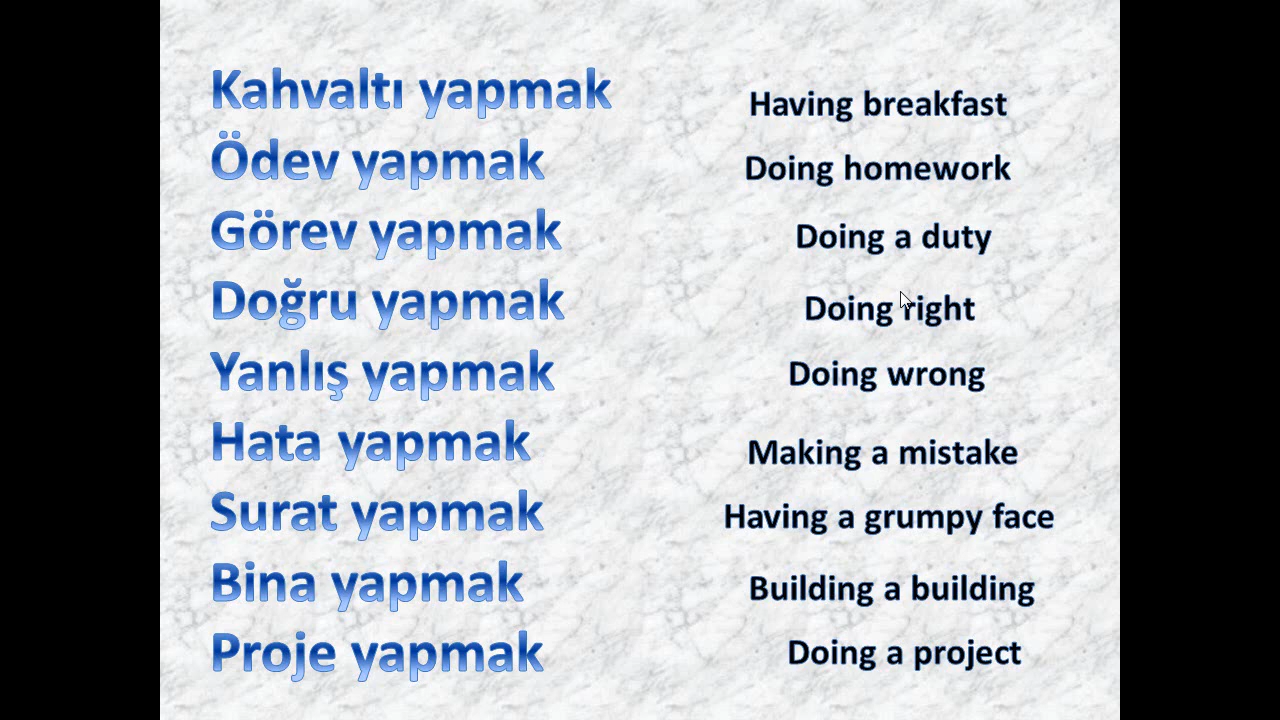 Kahvaltı yapmak
Having breakfast
Ödev yapmak
Doing homework
Görev yapmak
Doing a duty
Doğru yapmak
Doing right
Yanlış yapmak
Doing wrong
Hata yapmak
Making a mistake
Surat yapmak
Having a grumpy face
Bina yapmak
Building a building
Proje yapmak
Doing a project